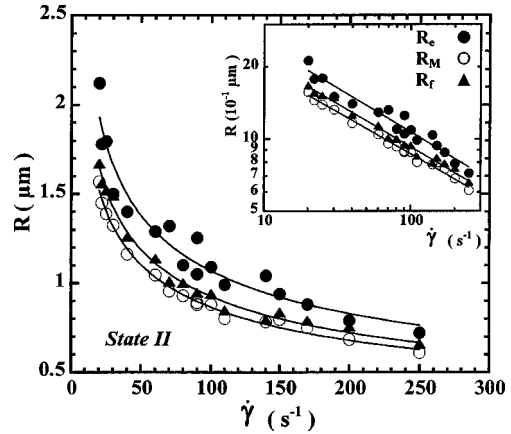 2.5
2
1.5
1
0.5
R (μm)
0 50 100 150 200 250 300
γ̇ (s⁻¹)
State II
R (10⁻¹ μm)
20
10
9
8
7
6
5
10 100
γ̇ (s⁻¹)
● Rₑ
○ R_M
▲ R_f